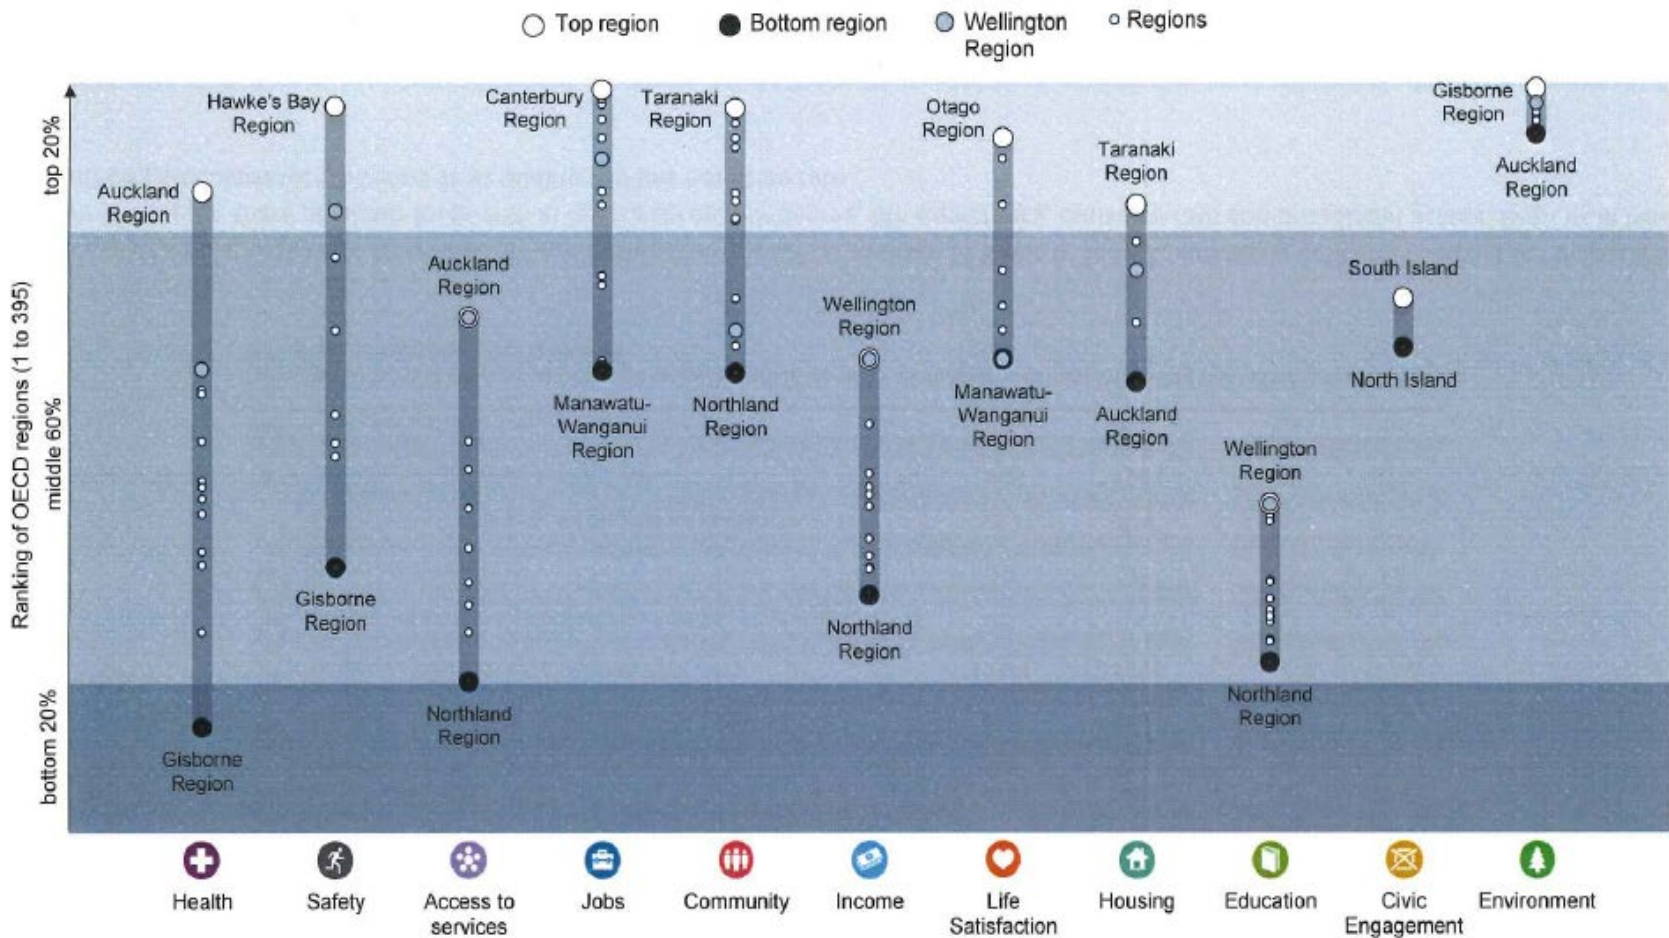 Top region
Bottom region
Wellington
Region
Regions
Ranking of OECD regions (1 to 395)
top 20%
middle 60%
bottom 20%
Auckland
Region
Gisborne
Region
Hawke's Bay
Region
Gisborne
Region
Auckland
Region
Northland
Region
Canterbury
Region
Manawatu-
Wanganui
Region
Taranaki
Region
Northland
Region
Wellington
Region
Northland
Region
Otago
Region
Manawatu-
Wanganui
Region
Taranaki
Region
Auckland
Region
Wellington
Region
Northland
Region
South Island
North Island
Gisborne
Region
Auckland
Region
Health
Safety
Access to
services
Jobs
Community
Income
Life
Satisfaction
Housing
Education
Civic
Engagement
Environment